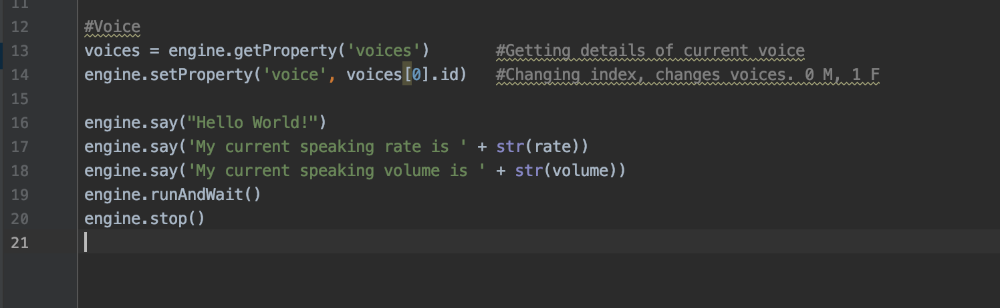 11
12 #Voice
13 voices = engine.getProperty('voices') #Getting details of current voice
14 engine.setProperty('voice', voices[0].id) #Changing index, changes voices. 0 M, 1 F
15
16 engine.say("Hello World!")
17 engine.say('My current speaking rate is ' + str(rate))
18 engine.say('My current speaking volume is ' + str(volume))
19 engine.runAndWait()
20 engine.stop()
21